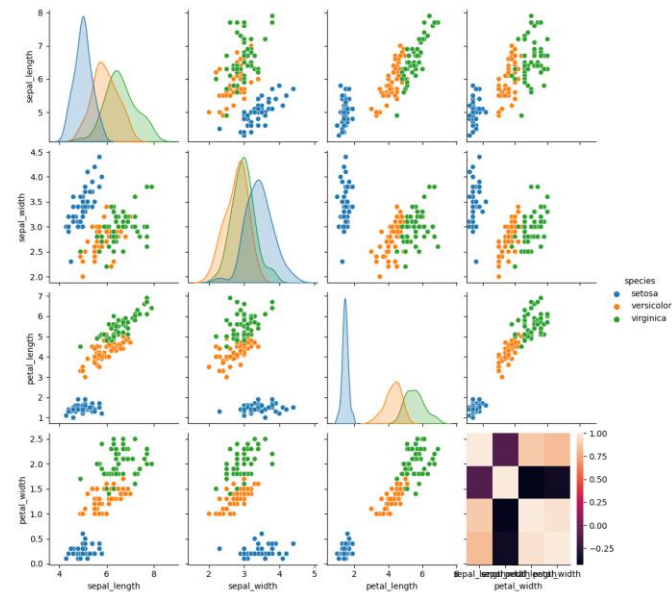 8
7
6
5
sepal_length
4.5
4.0
3.5
3.0
2.5
2.0
sepal_width
species
setosa
versicolor
virginica
7
6
5
4
3
2
1
petal_length
2.5
2.0
1.5
1.0
0.5
0.0
petal_width
1.00
0.75
0.50
0.25
0.00
-0.25
4 6 8
sepal_length
2 3 4 5
sepal_width
2 4 6 8
petal_length
petal_width
petal_width